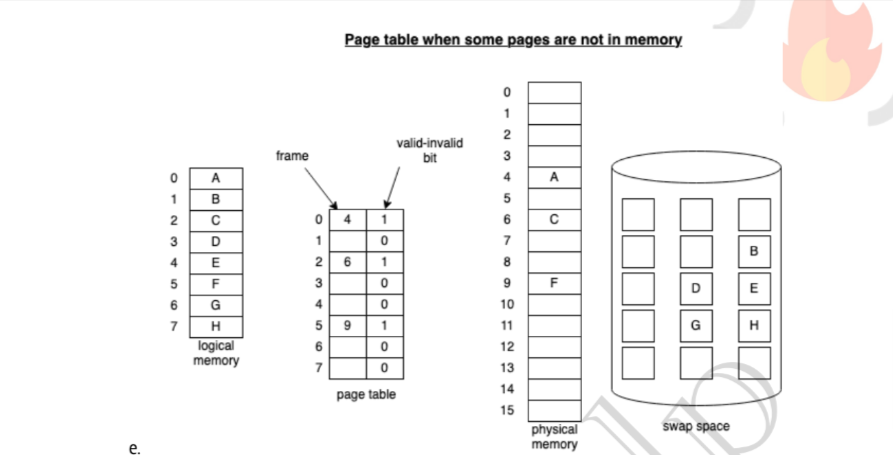 Page table when some pages are not in memory
frame
valid-invalid
bit
0 A
1 B
2 C
3 D
4 E
5 F
6 G
7 H
logical
memory
0 4 1
1 0
2 6 1
3 0
4 0
5 9 1
6 0
7 0
page table
0
1
2
3
4 A
5
6 C
7
8
9 F
10
11
12
13
14
15
physical
memory
B
D E
G H
swap space
e.